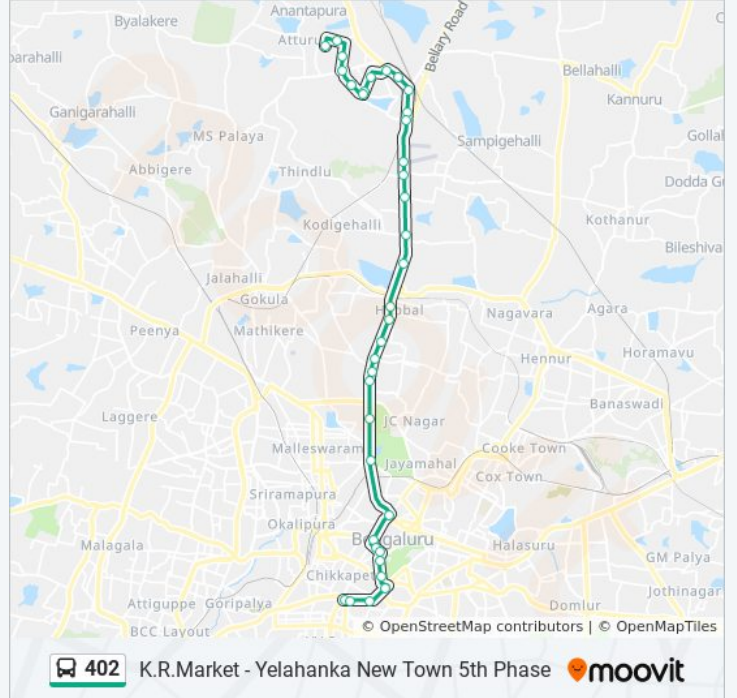 Anantapura
Byalakere
Bellary Road
Atturu
parahalli
Bellahalli
Kannuru
Ganigarahalli
MS Palaya
Sampigehalli
Gollal
Abbigere
Thindlu
Dodda Gu
Kodigehalli
Kothanur
Bileshiva
Jalahalli
Gokula
Peenya
Mathikere
Hebbal
Nagavara
Agara
Hennur
Horamavu
Banaswadi
Laggere
JC Nagar
Malleswaram
Cooke Town
Jayamahal
Cox Town
Sriramapura
Okalipura
Bengaluru
Malagala
Halasuru
GM Palya
Chikkapet
Jothinagar
Attiguppe
Goripalya
Domlur
BCC Layout
© OpenStreetMap contributors | © OpenMapTiles
402 K.R.Market - Yelahanka New Town 5th Phase moovit